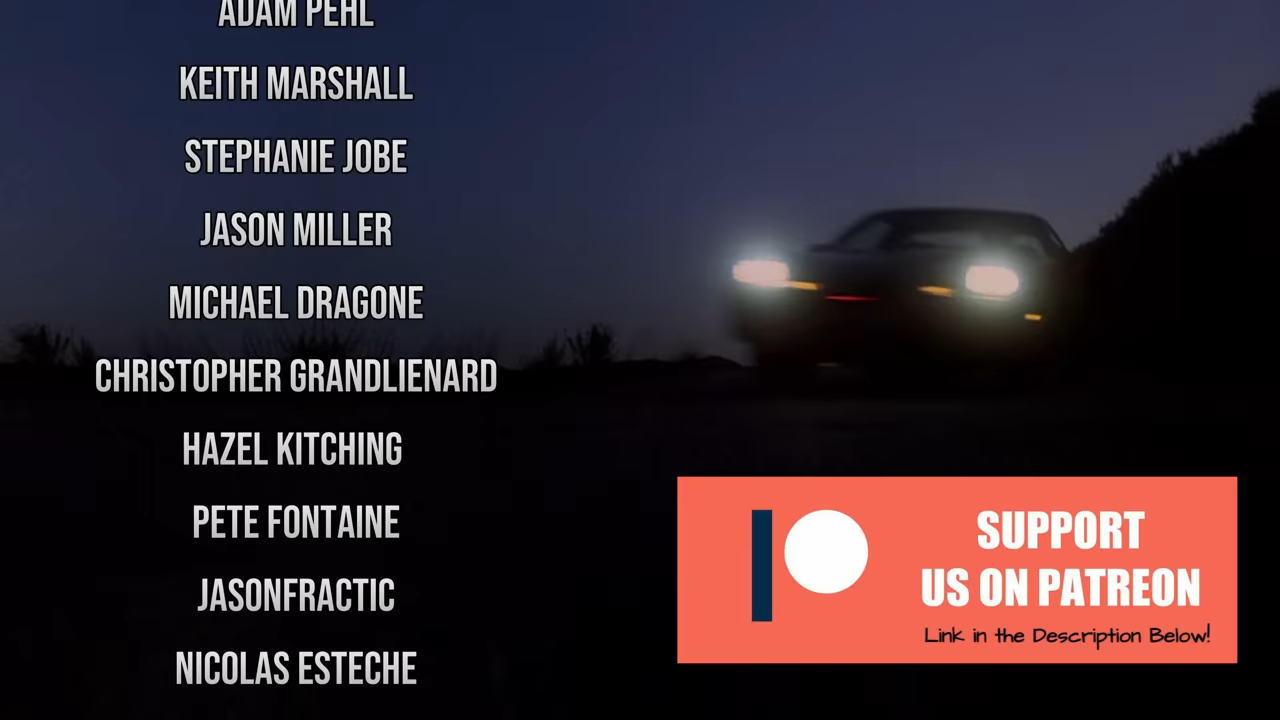 ADAM PEHL
KEITH MARSHALL
STEPHANIE JOBE
JASON MILLER
MICHAEL DRAGONE
CHRISTOPHER GRANDLIENARD
HAZEL KITCHING
PETE FONTAINE
JASONFRACTIC
NICOLAS ESTECHE
SUPPORT
US ON PATREON
Link in the Description Below!